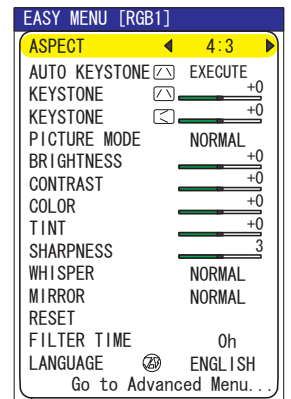 EASY MENU [RGB1]
ASPECT 4:3
AUTO KEYSTONE EXECUTE
KEYSTONE +0
KEYSTONE +0
PICTURE MODE NORMAL
BRIGHTNESS +0
CONTRAST +0
COLOR +0
TINT +0
SHARPNESS 3
WHISPER NORMAL
MIRROR NORMAL
RESET
FILTER TIME 0h
LANGUAGE ENGLISH
Go to Advanced Menu...